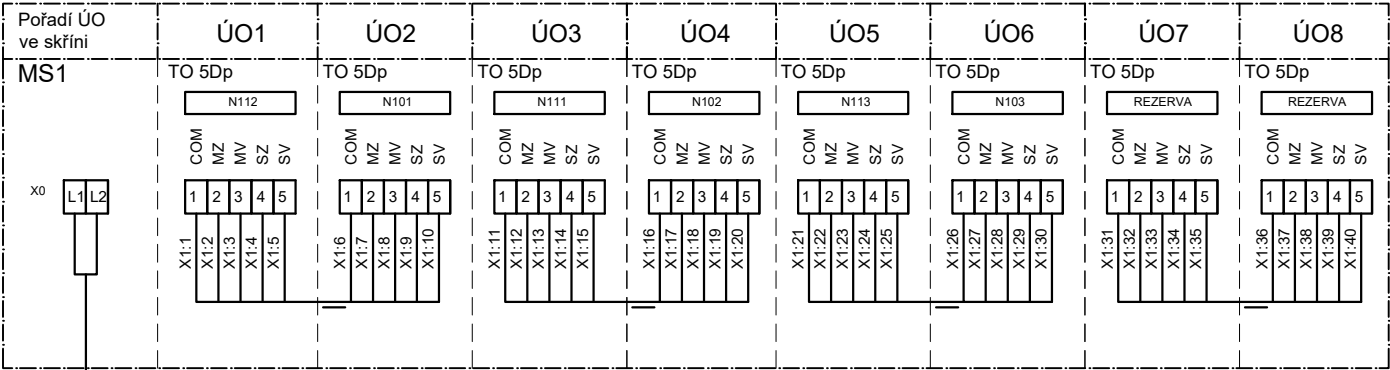 Pořadí ÚO
ve skříni
ÚO1 ÚO2 ÚO3 ÚO4 ÚO5 ÚO6 ÚO7 ÚO8
MS1 TO 5Dp TO 5Dp TO 5Dp TO 5Dp TO 5Dp TO 5Dp TO 5Dp TO 5Dp
N112 N101 N111 N102 N113 N103 REZERVA REZERVA
COM MZ MV SZ SV COM MZ MV SZ SV COM MZ MV SZ SV COM MZ MV SZ SV COM MZ MV SZ SV COM MZ MV SZ SV COM MZ MV SZ SV COM MZ MV SZ SV
X0 L1 L2 1 2 3 4 5 1 2 3 4 5 1 2 3 4 5 1 2 3 4 5 1 2 3 4 5 1 2 3 4 5 1 2 3 4 5 1 2 3 4 5
X1:1 X1:2 X1:3 X1:4 X1:5 X1:6 X1:7 X1:8 X1:9 X1:10 X1:11 X1:12 X1:13 X1:14 X1:15 X1:16 X1:17 X1:18 X1:19 X1:20 X1:21 X1:22 X1:23 X1:24 X1:25 X1:26 X1:27 X1:28 X1:29 X1:30 X1:31 X1:32 X1:33 X1:34 X1:35 X1:36 X1:37 X1:38 X1:39 X1:40